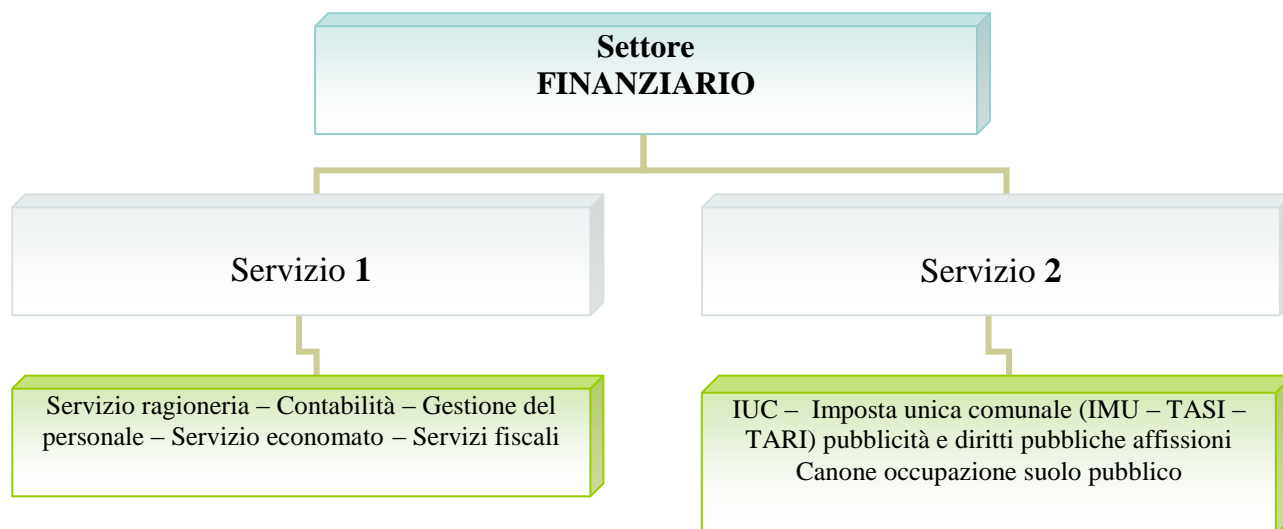 Settore
FINANZIARIO
Servizio 1
Servizio 2
Servizio ragioneria – Contabilità – Gestione del
personale – Servizio economato – Servizi fiscali
IUC – Imposta unica comunale (IMU – TASI –
TARI) pubblicità e diritti pubbliche affissioni
Canone occupazione suolo pubblico